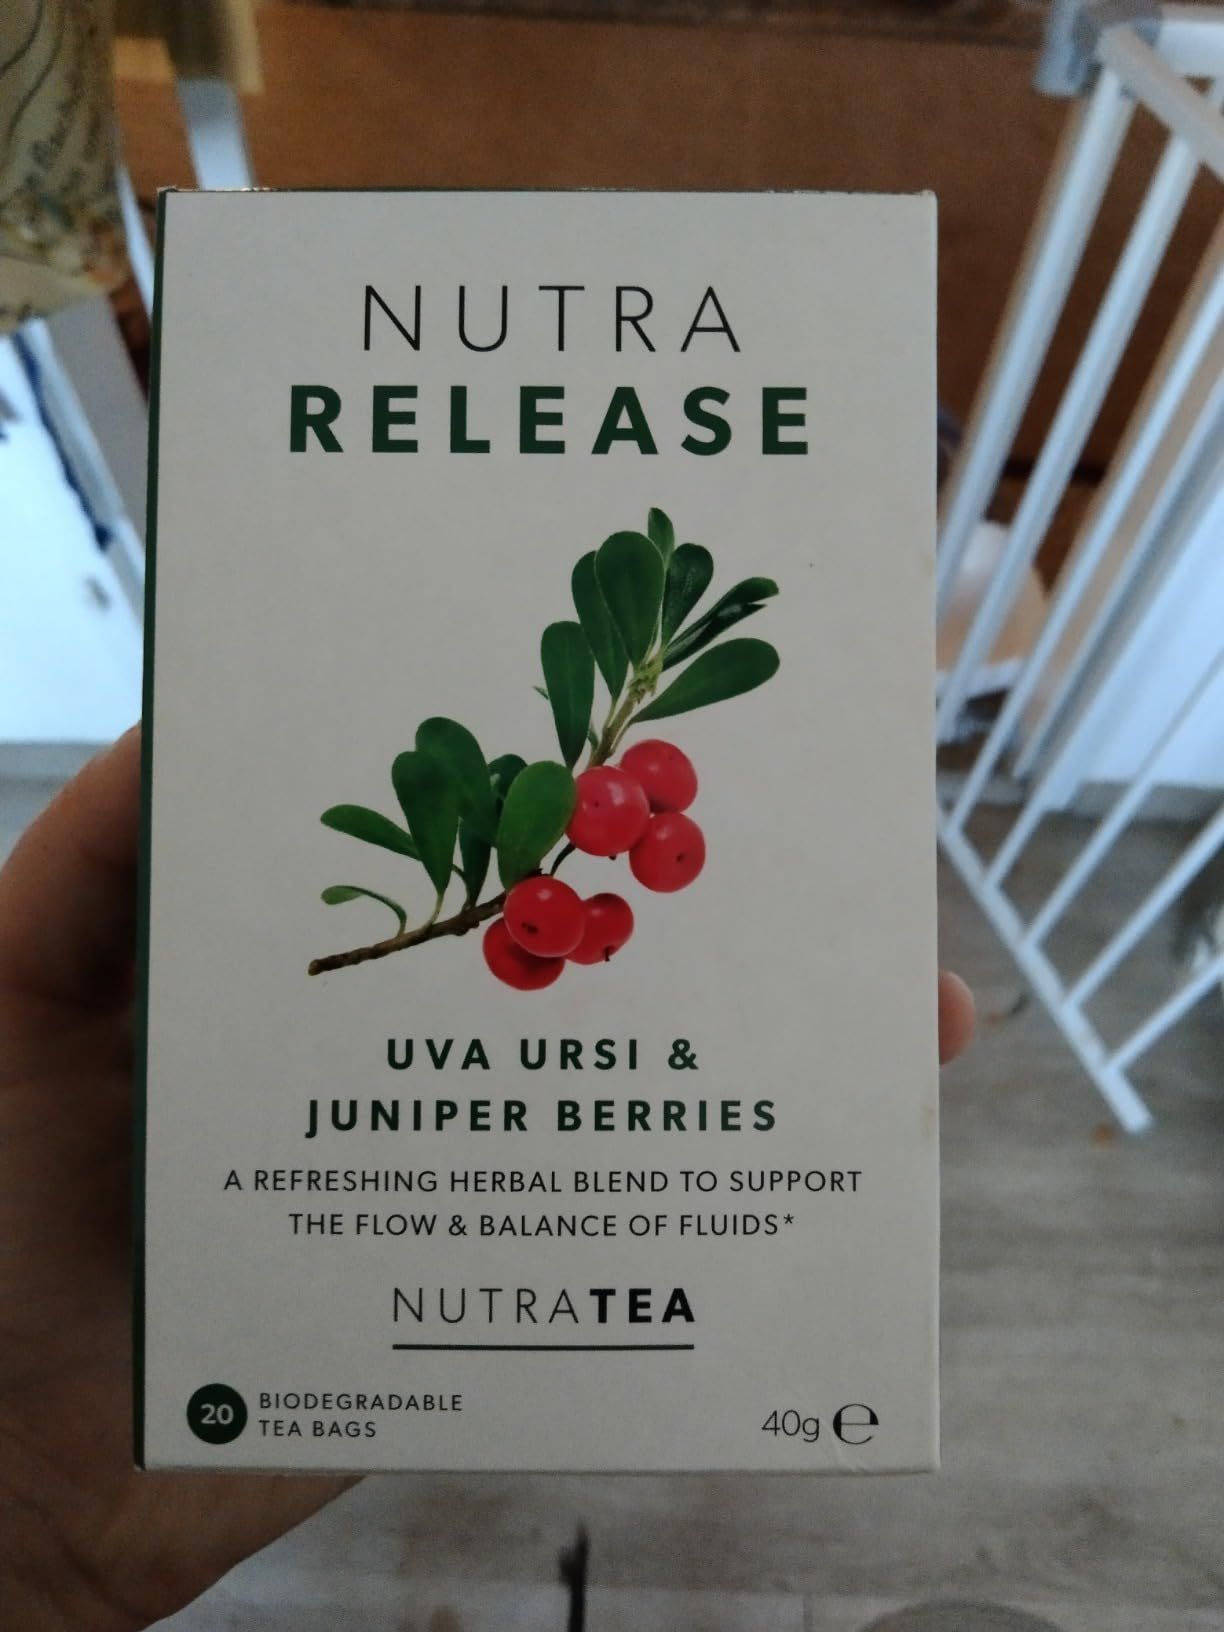 NUTRA
RELEASE
UVA URSI &
JUNIPER BERRIES
A REFRESHING HERBAL BLEND TO SUPPORT
THE FLOW & BALANCE OF FLUIDS*
NUTRATEA
20 BIODEGRADABLE
TEA BAGS
40g ℮